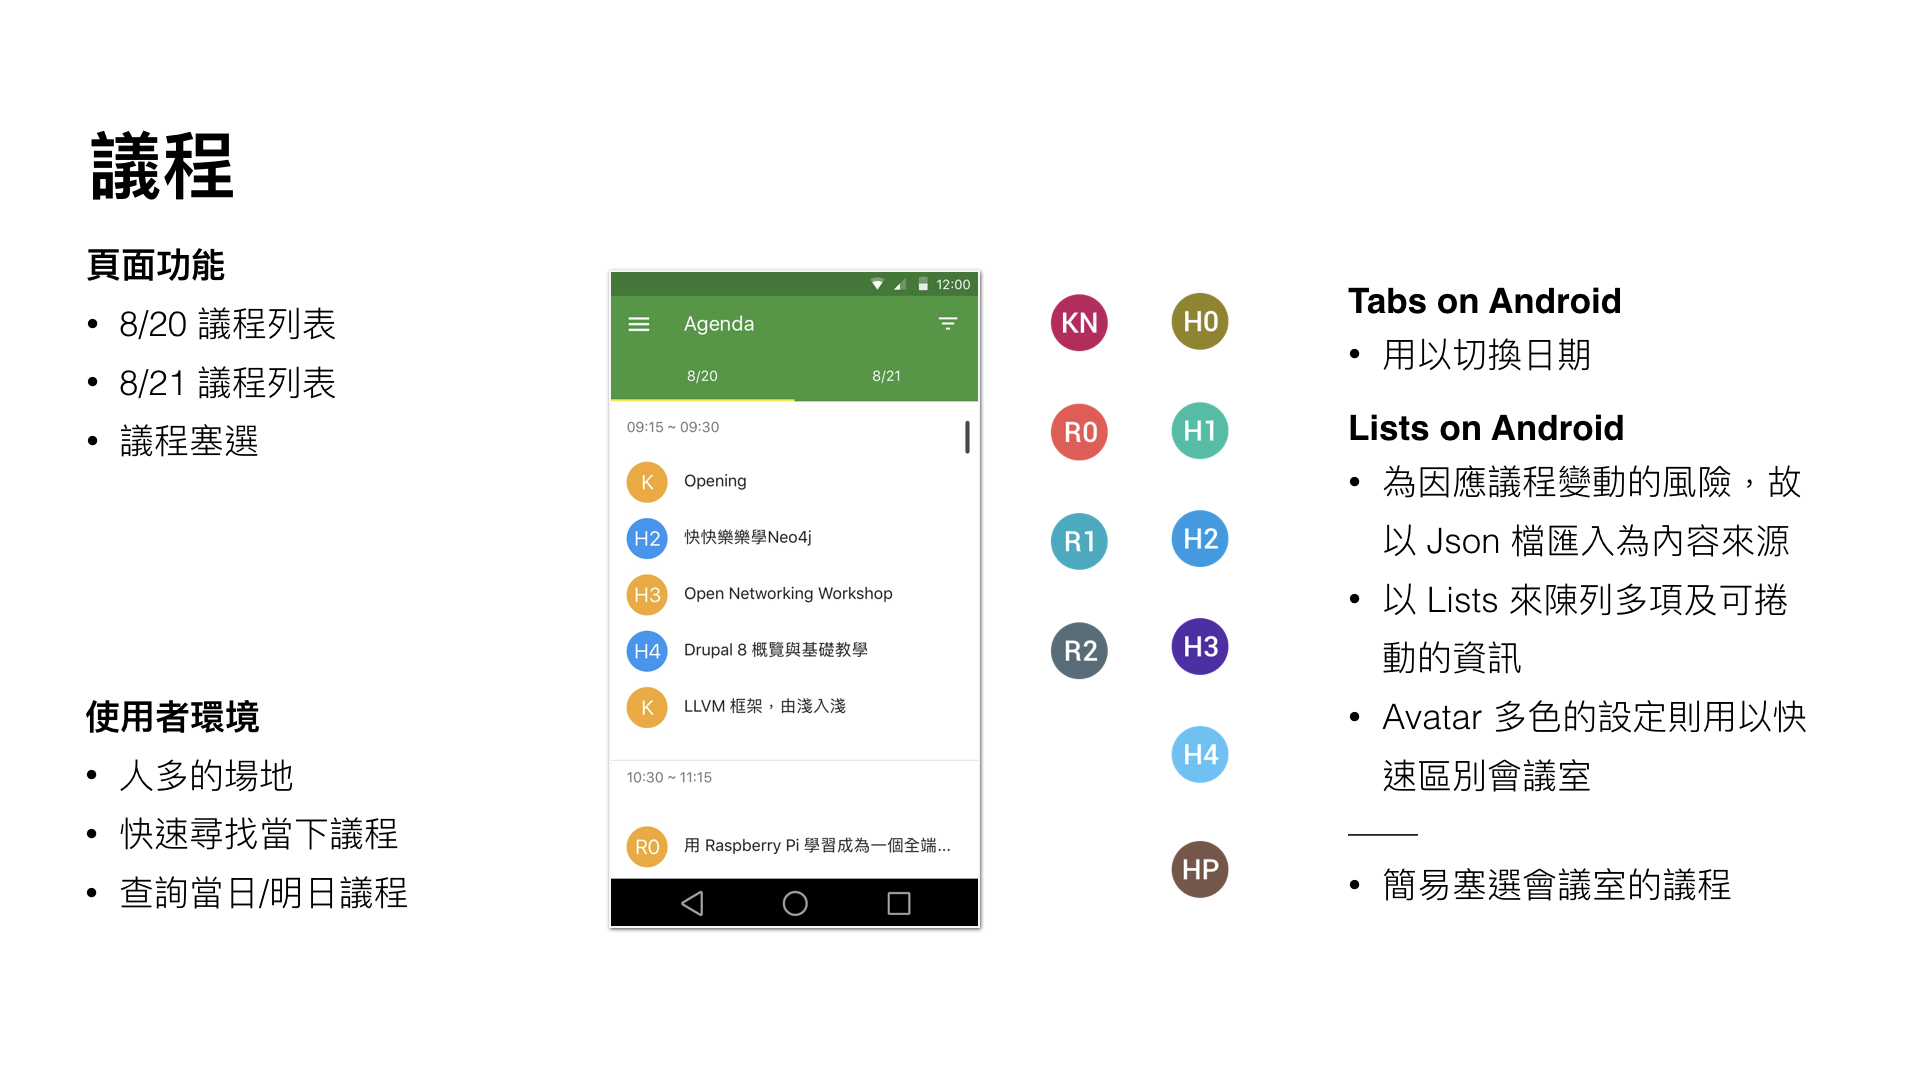 議程
頁面功能
• 8/20 議程列表
• 8/21 議程列表
• 議程塞選
使用者環境
• 人多的場地
• 快速尋找當下議程
• 查詢當日/明日議程
12:00
Agenda
8/20 8/21
09:15 ~ 09:30
K Opening
H2 快快樂樂學Neo4j
H3 Open Networking Workshop
H4 Drupal 8 概覽與基礎教學
K LLVM 框架，由淺入淺
10:30 ~ 11:15
R0 用 Raspberry Pi 學習成為一個全端...
KN H0
R0 H1
R1 H2
R2 H3
H4
HP
Tabs on Android
• 用以切換日期
Lists on Android
• 為因應議程變動的風險，故
以 Json 檔匯入為內容來源
• 以 Lists 來陳列多項及可捲
動的資訊
• Avatar 多色的設定則用以快
速區別會議室
• 簡易塞選會議室的議程